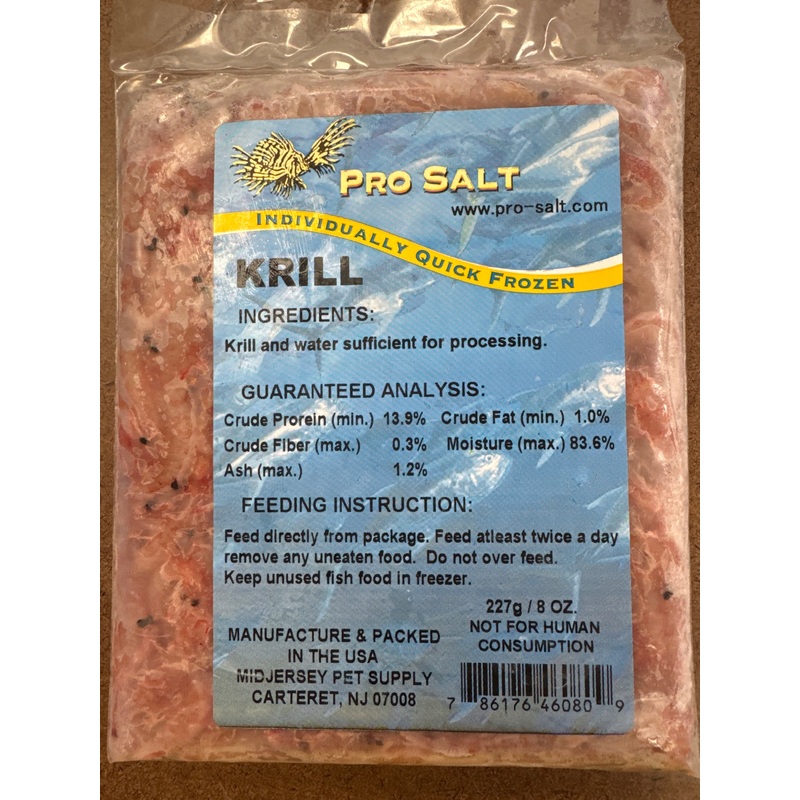 PRO SALT
www.pro-salt.com
INDIVIDUALLY QUICK FROZEN
KRILL
INGREDIENTS:
Krill and water sufficient for processing.
GUARANTEED ANALYSIS:
Crude Prorein (min.) 13.9% Crude Fat (min.) 1.0%
Crude Fiber (max.) 0.3% Moisture (max.) 83.6%
Ash (max.) 1.2%
FEEDING INSTRUCTION:
Feed directly from package. Feed atleast twice a day
remove any uneaten food. Do not over feed.
Keep unused fish food in freezer.
227g / 8 OZ.
NOT FOR HUMAN
CONSUMPTION
MANUFACTURE & PACKED
IN THE USA
MIDJERSEY PET SUPPLY
CARTERET, NJ 07008
7 86176 46080 9